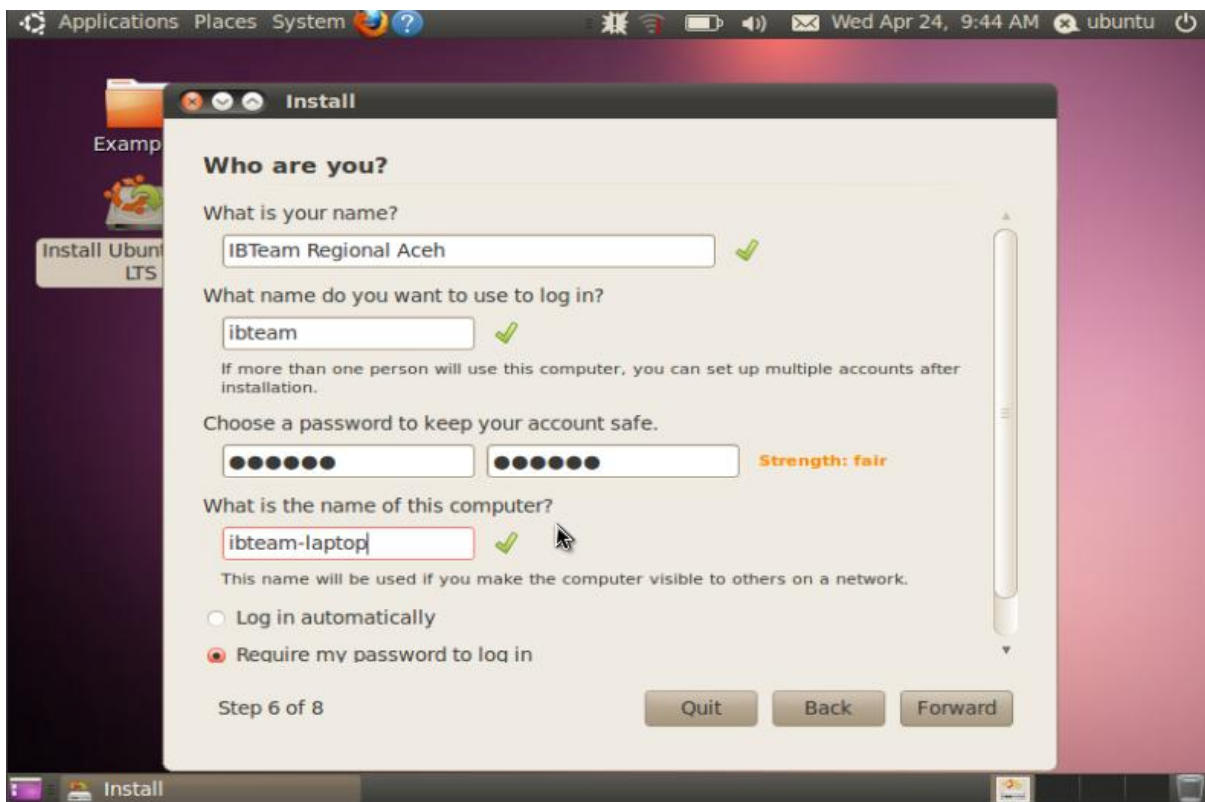 Applications Places System ? Wed Apr 24, 9:44 AM ubuntu
Install
Examp
Who are you?
What is your name?
IBTeam Regional Aceh
Install Ubun
LTS
What name do you want to use to log in?
ibteam
If more than one person will use this computer, you can set up multiple accounts after
installation.
Choose a password to keep your account safe.
●●●●●● ●●●●●● Strength: fair
What is the name of this computer?
ibteam-laptop
This name will be used if you make the computer visible to others on a network.
Log in automatically
Require my password to log in
Step 6 of 8 Quit Back Forward
Install